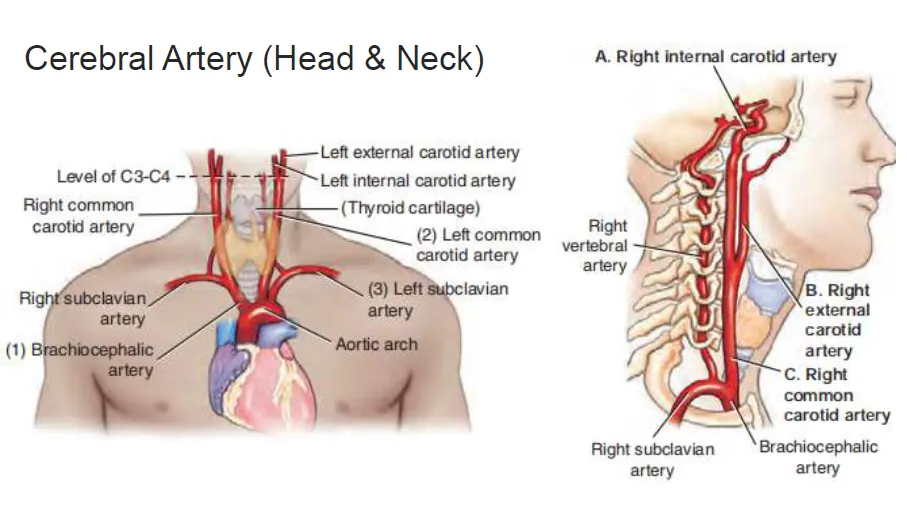 Cerebral Artery (Head & Neck)
Left external carotid artery
Level of C3-C4
Left internal carotid artery
Right common
carotid artery
(Thyroid cartilage)
(2) Left common
carotid artery
Right subclavian
artery
(3) Left subclavian
artery
(1) Brachiocephalic
artery
Aortic arch
A. Right internal carotid artery
Right
vertebral
artery
B. Right
external
carotid
artery
C. Right
common
carotid artery
Right subclavian
artery
Brachiocephalic
artery